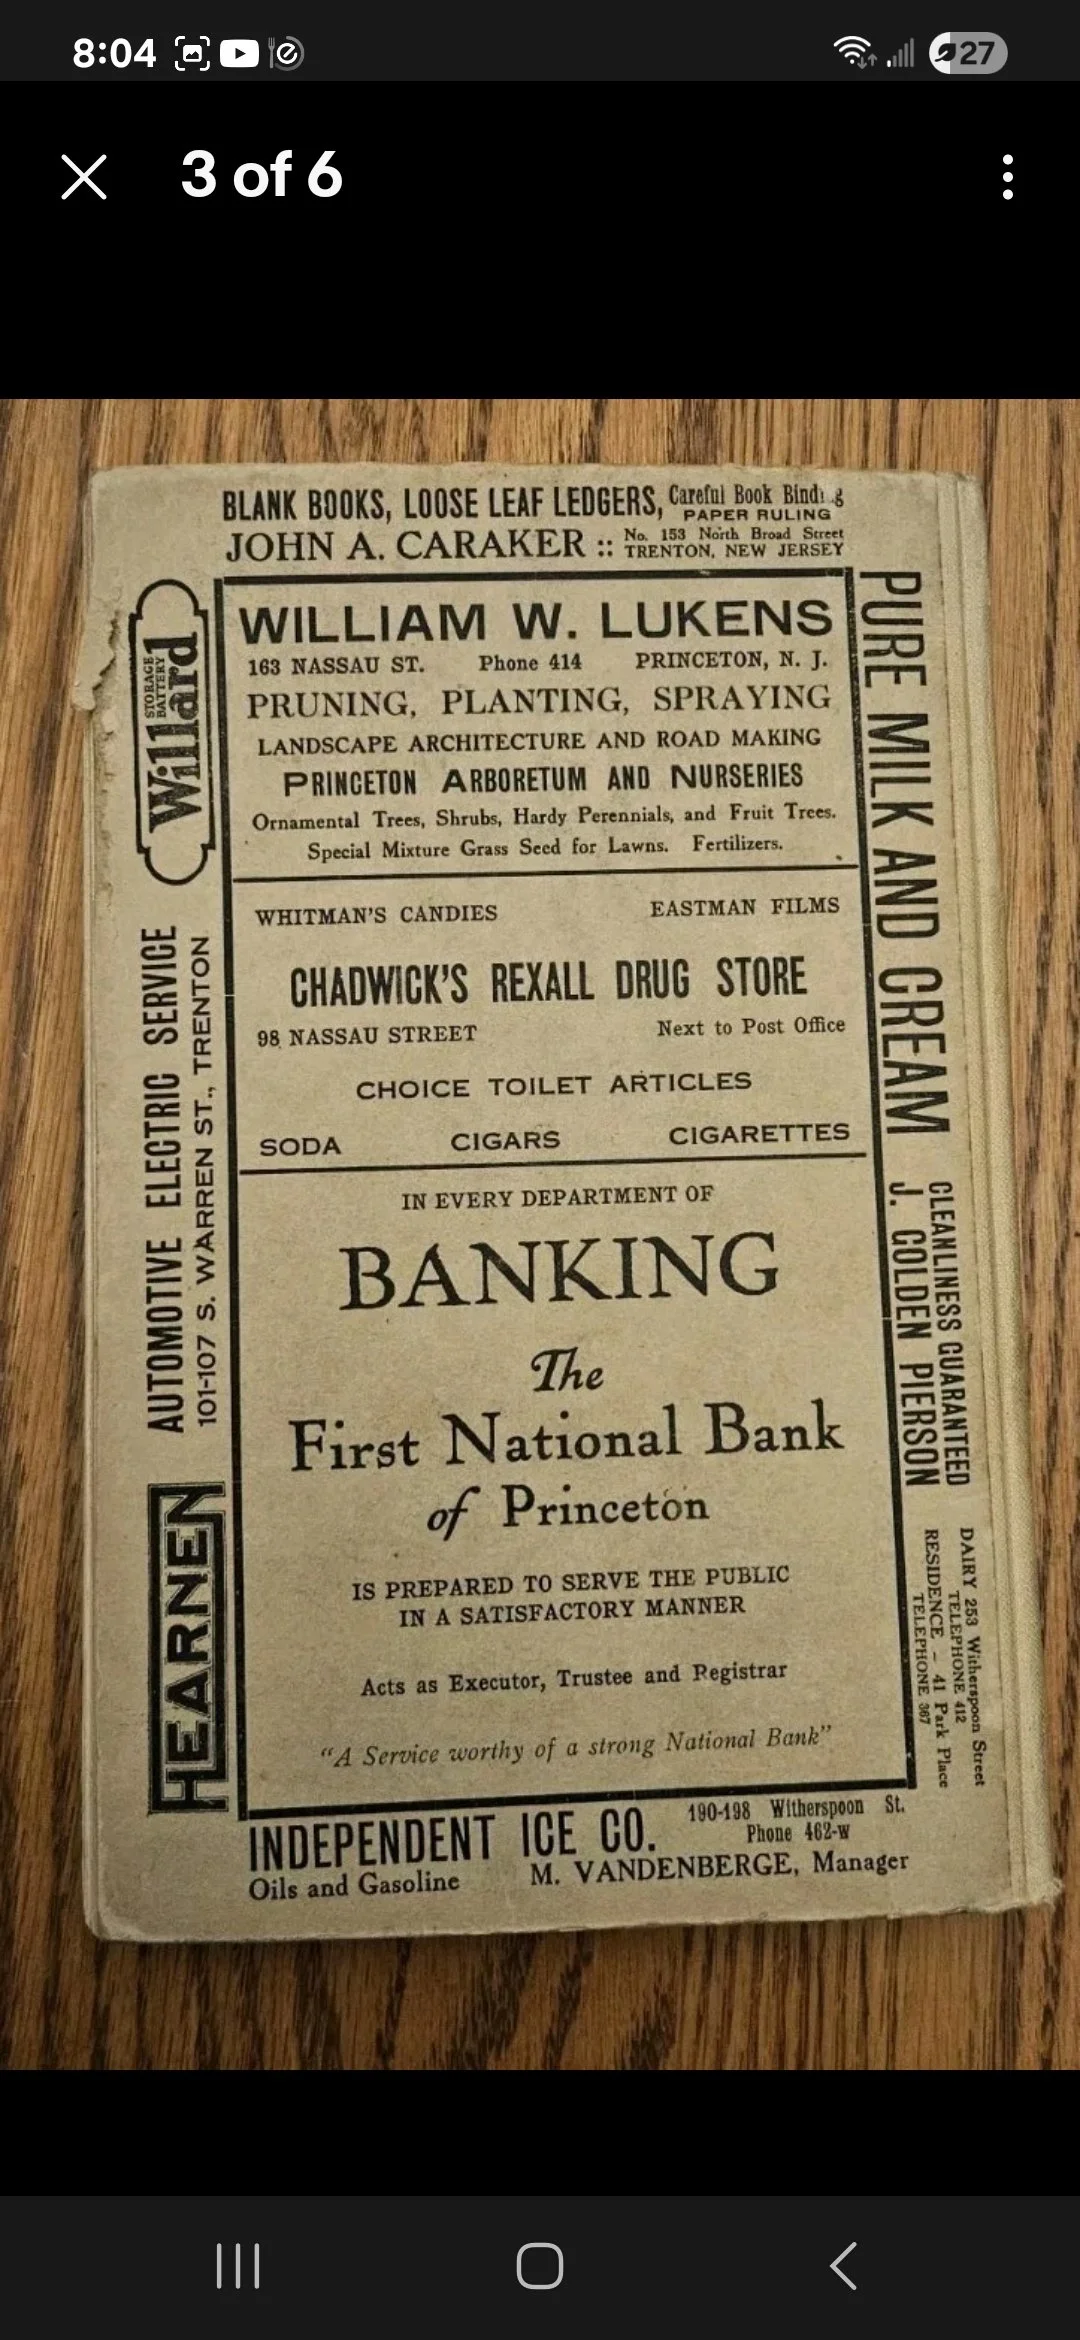 8:04
27
3 of 6
BLANK BOOKS, LOOSE LEAF LEDGERS, Careful Book Binding
PAPER RULING
JOHN A. CARAKER :: No. 153 North Broad Street
TRENTON, NEW JERSEY
WILLIAM W. LUKENS
163 NASSAU ST. Phone 414 PRINCETON, N. J.
PRUNING, PLANTING, SPRAYING
LANDSCAPE ARCHITECTURE AND ROAD MAKING
PRINCETON ARBORETUM AND NURSERIES
Ornamental Trees, Shrubs, Hardy Perennials, and Fruit Trees.
Special Mixture Grass Seed for Lawns. Fertilizers.
WHITMAN'S CANDIES EASTMAN FILMS
CHADWICK'S REXALL DRUG STORE
98 NASSAU STREET Next to Post Office
CHOICE TOILET ARTICLES
SODA CIGARS CIGARETTES
IN EVERY DEPARTMENT OF
BANKING
The
First National Bank
of Princeton
IS PREPARED TO SERVE THE PUBLIC
IN A SATISFACTORY MANNER
Acts as Executor, Trustee and Registrar
"A Service worthy of a strong National Bank"
INDEPENDENT ICE CO. 190-198 Witherspoon St.
Phone 462-W
Oils and Gasoline M. VANDENBERGE, Manager
HEARNEN
AUTOMOTIVE ELECTRIC SERVICE
101-107 S. WARREN ST., TRENTON
Willard
STORAGE
BATTERY
PURE MILK AND CREAM
CLEANLINESS GUARANTEED
J. GOLDEN PIERSON
DAIRY 253 Witherspoon Street
TELEPHONE 412
RESIDENCE - 41 Park Place
TELEPHONE 367